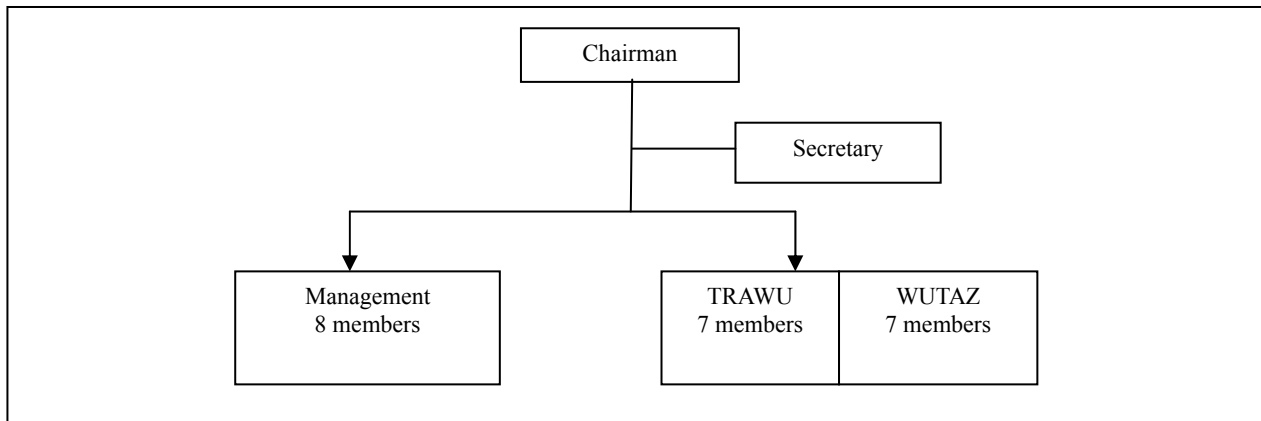 Chairman
Secretary
Management
8 members
TRAWU
7 members
WUTAZ
7 members